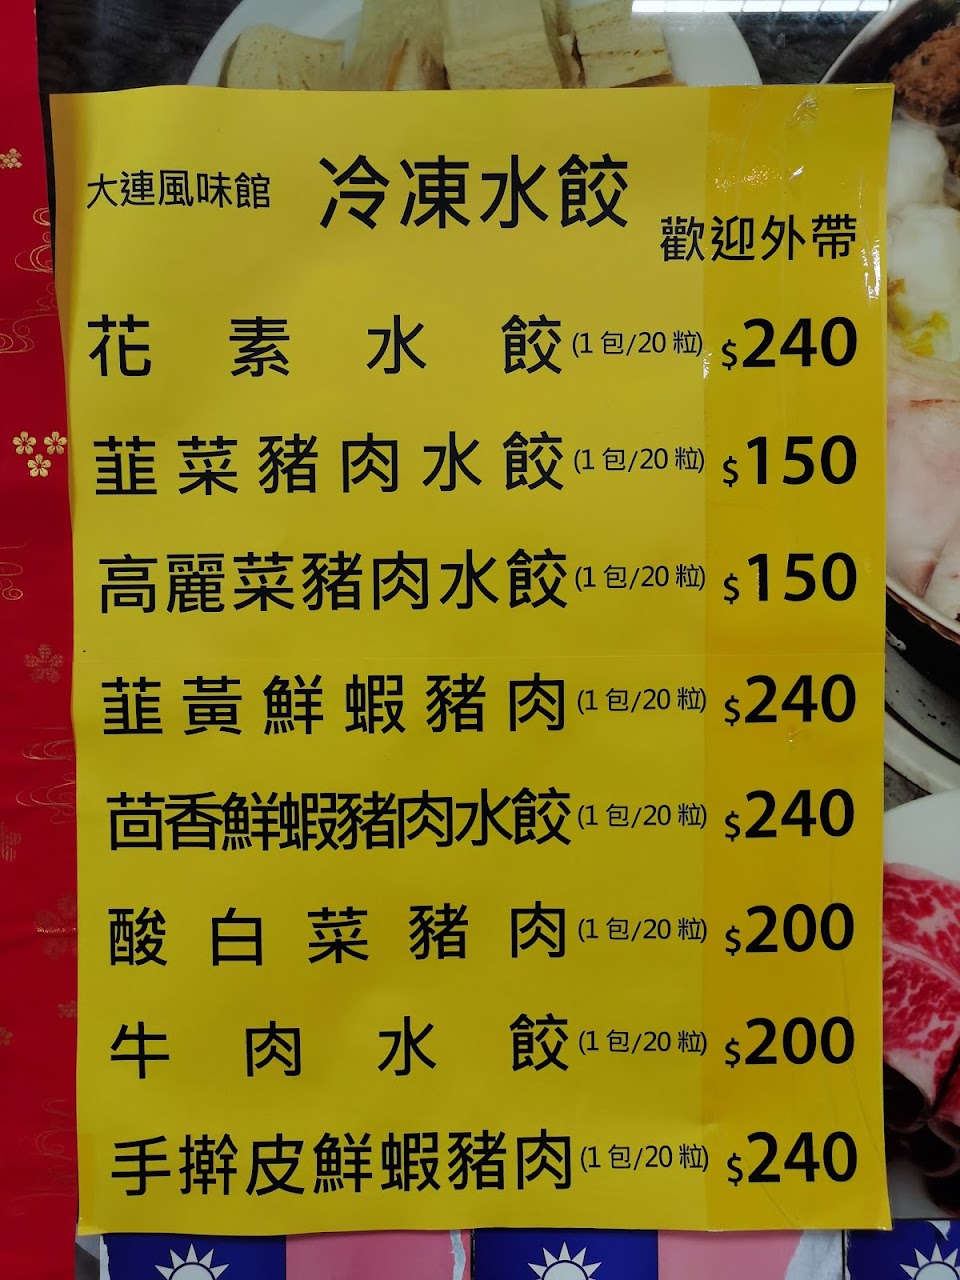 大連風味館 冷凍水餃 歡迎外帶
花素水餃(1包/20粒) $240
韮菜豬肉水餃(1包/20粒) $150
高麗菜豬肉水餃(1包/20粒) $150
韮黃鮮蝦豬肉(1包/20粒) $240
茴香鮮蝦豬肉水餃(1包/20粒) $240
酸白菜豬肉(1包/20粒) $200
牛肉水餃(1包/20粒) $200
手擀皮鮮蝦豬肉(1包/20粒) $240